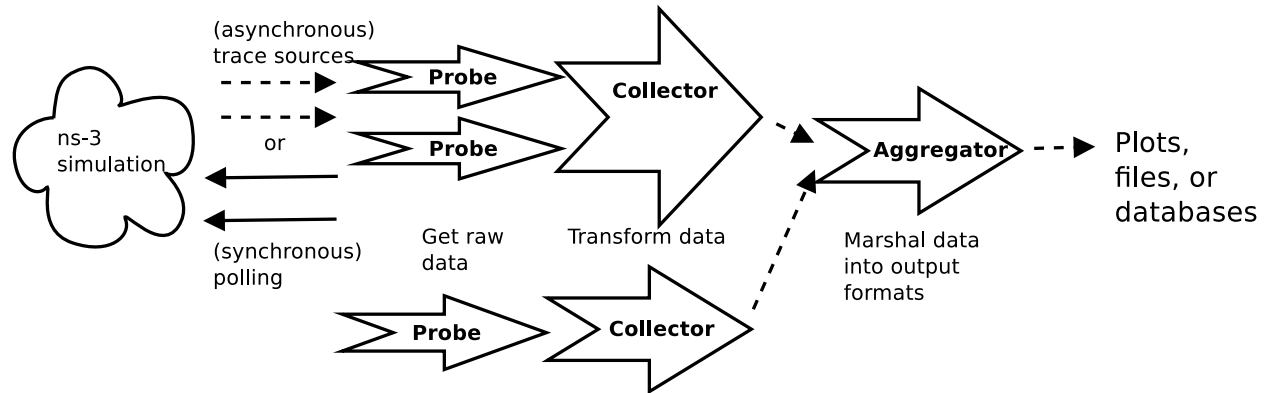 (asynchronous)
trace sources
Probe
Collector
ns-3
simulation
or
Probe
Aggregator
Plots,
files, or
databases
(synchronous)
polling
Get raw
data
Transform data
Marshal data
into output
formats
Probe
Collector